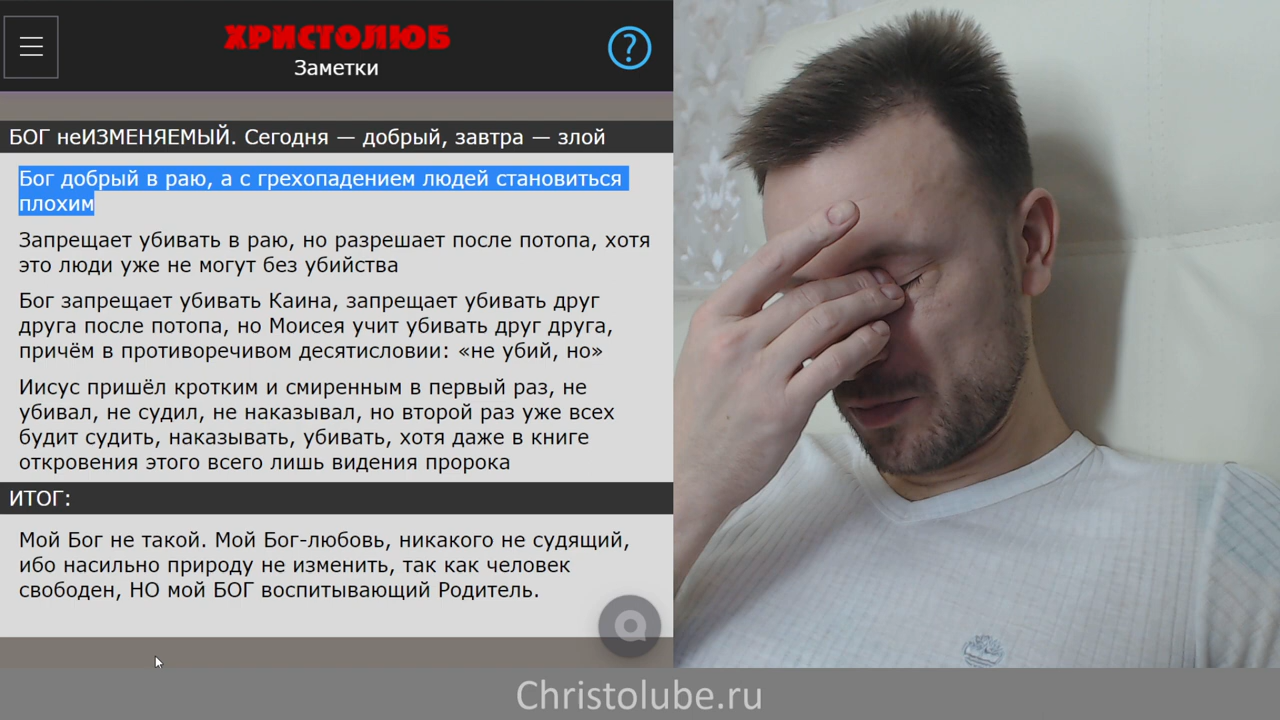 ХРИСТОЛЮБ
Заметки
?
БОГ неИЗМЕНЯЕМЫЙ. Сегодня — добрый, завтра — злой
Бог добрый в раю, а с грехопадением людей становиться
плохим
Запрещает убивать в раю, но разрешает после потопа, хотя
это люди уже не могут без убийства
Бог запрещает убивать Каина, запрещает убивать друг
друга после потопа, но Моисея учит убивать друг друга,
причём в противоречивом десятисловии: «не убий, но»
Иисус пришёл кротким и смиренным в первый раз, не
убивал, не судил, не наказывал, но второй раз уже всех
будит судить, наказывать, убивать, хотя даже в книге
откровения этого всего лишь видения пророка
ИТОГ:
Мой Бог не такой. Мой Бог-любовь, никакого не судящий,
ибо насильно природу не изменить, так как человек
свободен, НО мой БОГ воспитывающий Родитель.
Christolube.ru